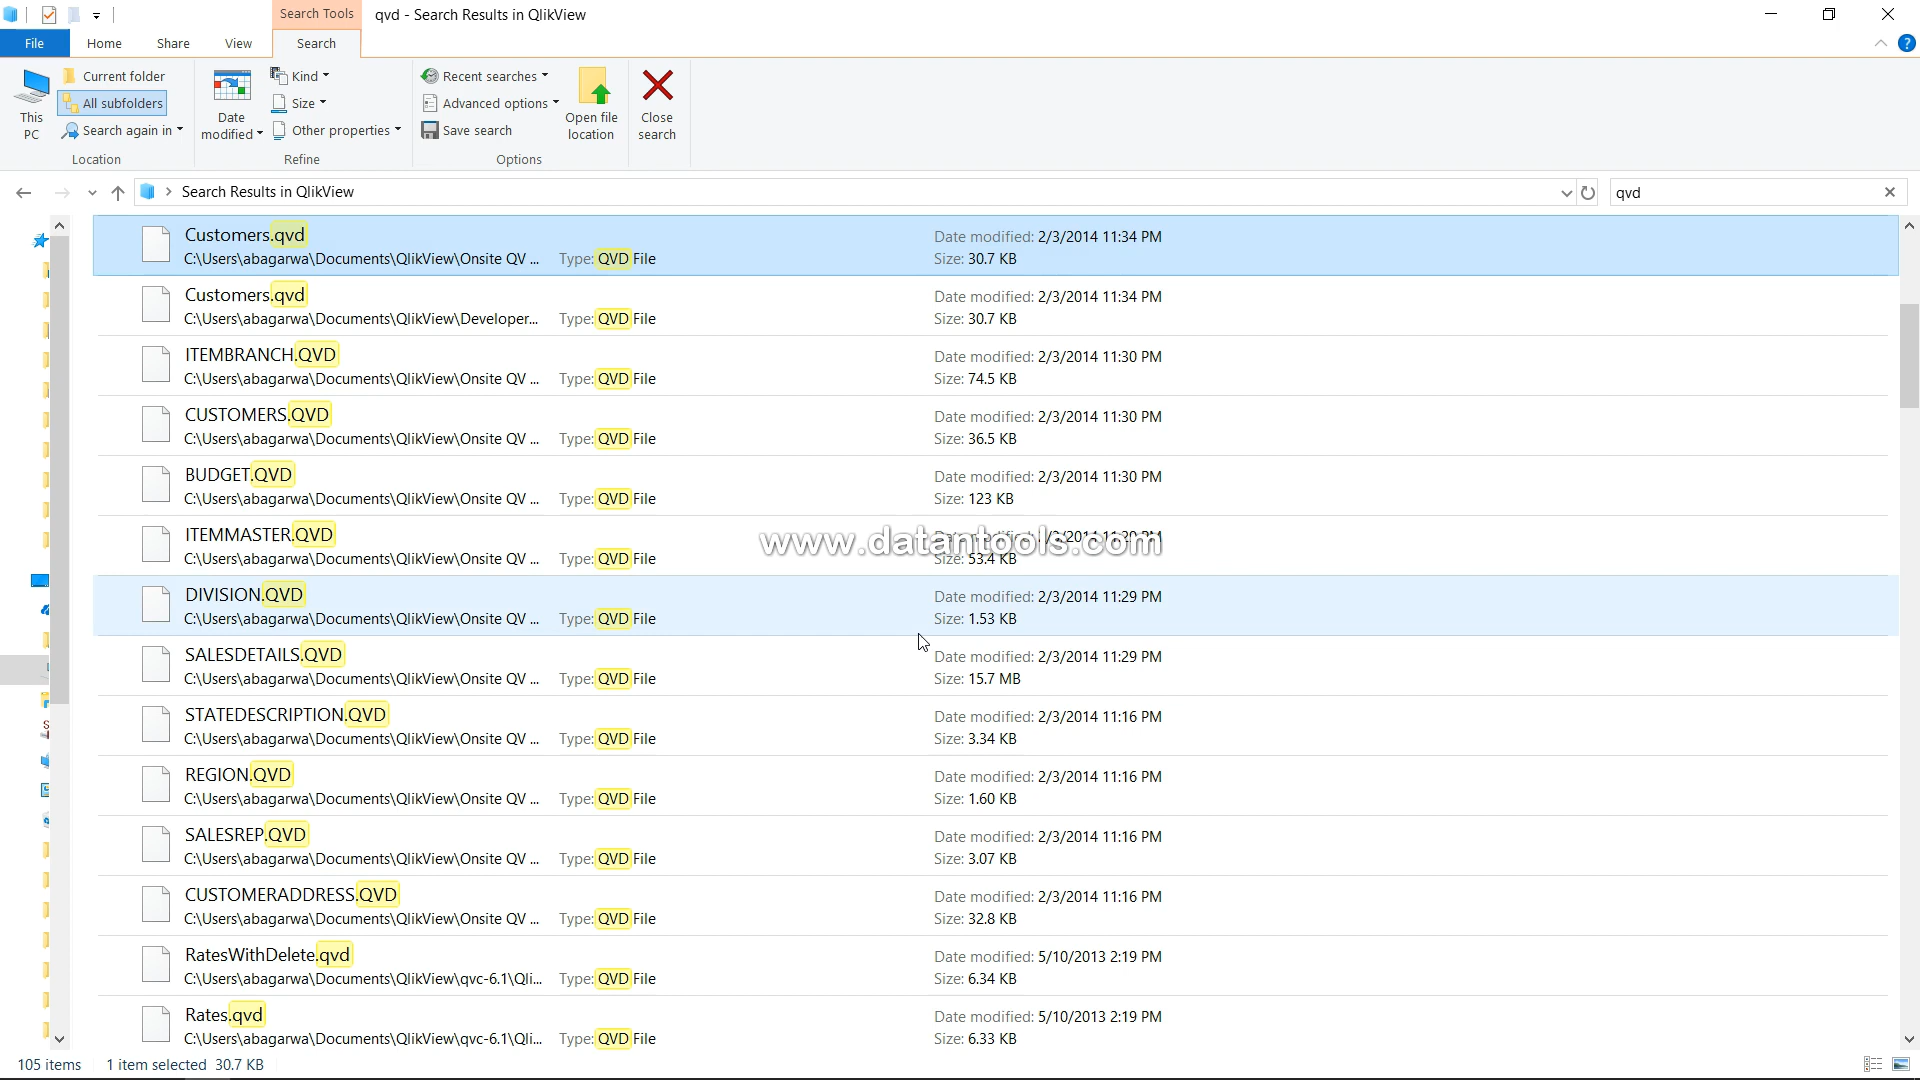 Search Tools
qvd - Search Results in QlikView
File
Home
Share
View
Search
This PC
Current folder
All subfolders
Search again in
Location
Date modified
Kind
Size
Other properties
Refine
Recent searches
Advanced options
Save search
Options
Open file location
Close search
Search Results in QlikView
qvd
Customers.qvd
C:\Users\abagarwa\Documents\QlikView\Onsite QV ... Type: QVD File
Date modified: 2/3/2014 11:34 PM
Size: 30.7 KB
Customers.qvd
C:\Users\abagarwa\Documents\QlikView\Developer... Type: QVD File
Date modified: 2/3/2014 11:34 PM
Size: 30.7 KB
ITEMBRANCH.QVD
C:\Users\abagarwa\Documents\QlikView\Onsite QV ... Type: QVD File
Date modified: 2/3/2014 11:30 PM
Size: 74.5 KB
CUSTOMERS.QVD
C:\Users\abagarwa\Documents\QlikView\Onsite QV ... Type: QVD File
Date modified: 2/3/2014 11:30 PM
Size: 36.5 KB
BUDGET.QVD
C:\Users\abagarwa\Documents\QlikView\Onsite QV ... Type: QVD File
Date modified: 2/3/2014 11:30 PM
Size: 123 KB
ITEMMASTER.QVD
C:\Users\abagarwa\Documents\QlikView\Onsite QV ... Type: QVD File
www.datantools.com
Size: 53.4 KB
DIVISION.QVD
C:\Users\abagarwa\Documents\QlikView\Onsite QV ... Type: QVD File
Date modified: 2/3/2014 11:29 PM
Size: 1.53 KB
SALESDETAILS.QVD
C:\Users\abagarwa\Documents\QlikView\Onsite QV ... Type: QVD File
Date modified: 2/3/2014 11:29 PM
Size: 15.7 MB
STATEDESCRIPTION.QVD
C:\Users\abagarwa\Documents\QlikView\Onsite QV ... Type: QVD File
Date modified: 2/3/2014 11:16 PM
Size: 3.34 KB
REGION.QVD
C:\Users\abagarwa\Documents\QlikView\Onsite QV ... Type: QVD File
Date modified: 2/3/2014 11:16 PM
Size: 1.60 KB
SALESREP.QVD
C:\Users\abagarwa\Documents\QlikView\Onsite QV ... Type: QVD File
Date modified: 2/3/2014 11:16 PM
Size: 3.07 KB
CUSTOMERADDRESS.QVD
C:\Users\abagarwa\Documents\QlikView\Onsite QV ... Type: QVD File
Date modified: 2/3/2014 11:16 PM
Size: 32.8 KB
RatesWithDelete.qvd
C:\Users\abagarwa\Documents\QlikView\qvc-6.1\Qli... Type: QVD File
Date modified: 5/10/2013 2:19 PM
Size: 6.34 KB
Rates.qvd
C:\Users\abagarwa\Documents\QlikView\qvc-6.1\Qli... Type: QVD File
Date modified: 5/10/2013 2:19 PM
Size: 6.33 KB
105 items
1 item selected 30.7 KB